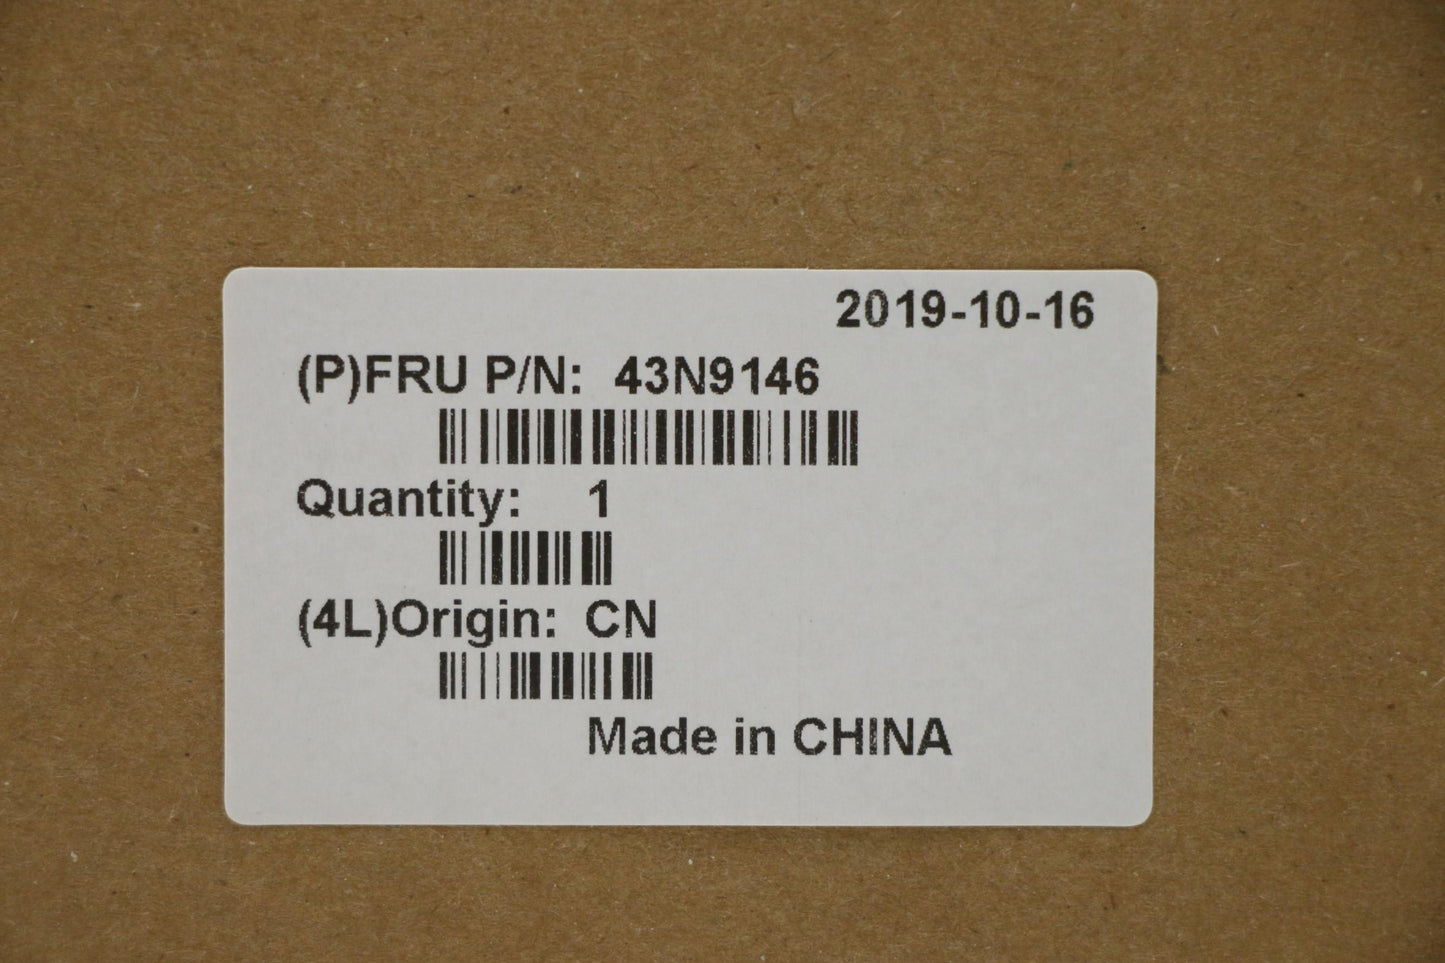 2019-10-16
(P)FRU P/N: 43N9146
Quantity: 1
(4L)Origin: CN
Made in CHINA